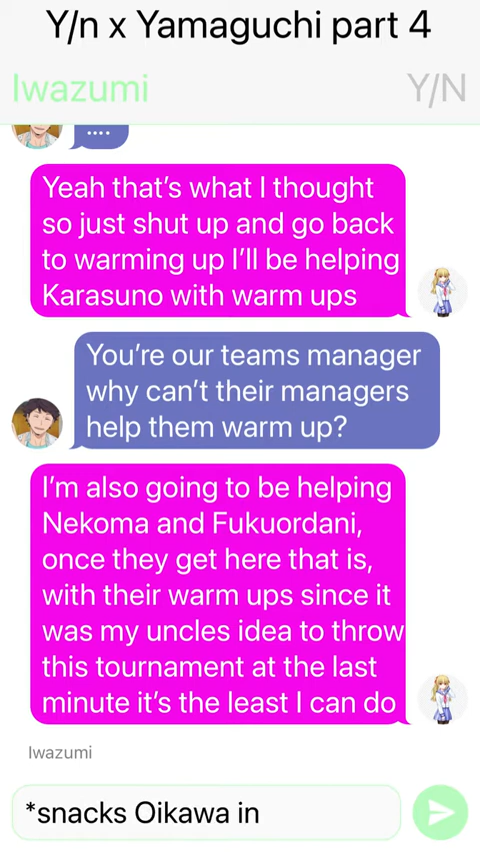 Y/n x Yamaguchi part 4
Iwazumi
Y/N
....
Yeah that's what I thought
so just shut up and go back
to warming up I'll be helping
Karasuno with warm ups
You're our teams manager
why can't their managers
help them warm up?
I'm also going to be helping
Nekoma and Fukuordani,
once they get here that is,
with their warm ups since it
was my uncles idea to throw
this tournament at the last
minute it's the least I can do
Iwazumi
*snacks Oikawa in